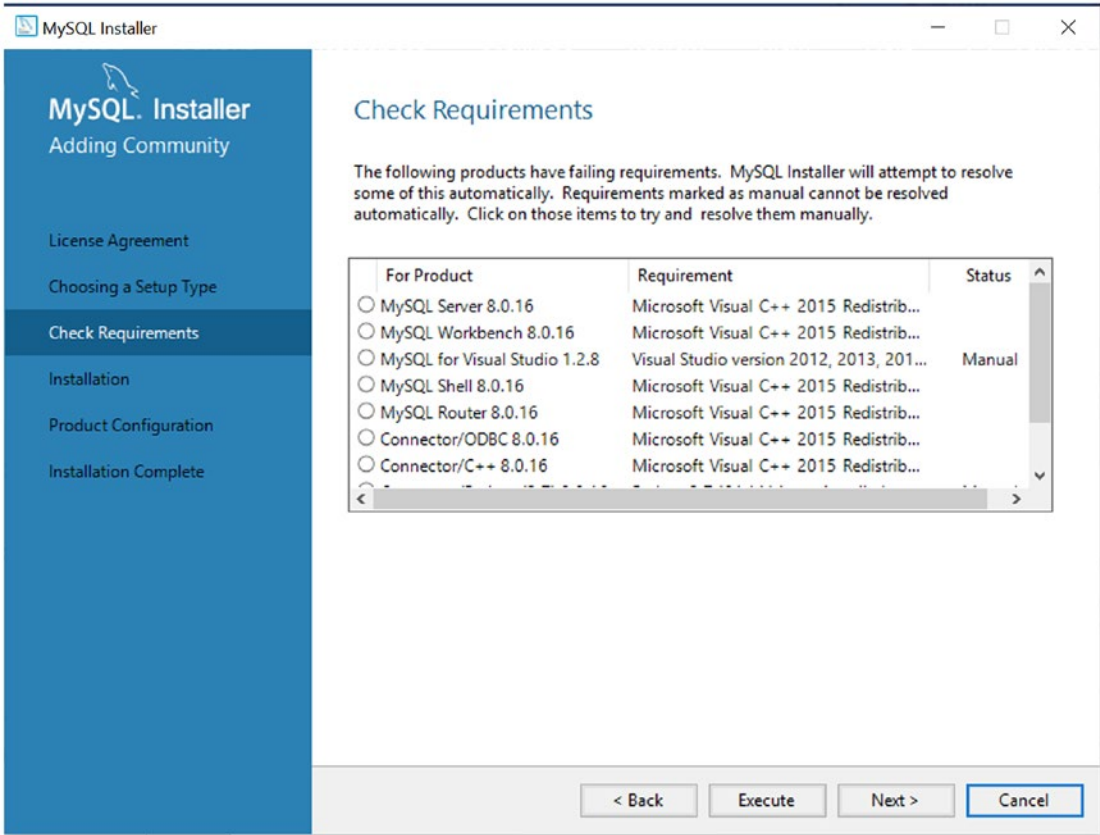 MySQL Installer
MySQL. Installer
Adding Community
License Agreement
Choosing a Setup Type
Check Requirements
Installation
Product Configuration
Installation Complete
Check Requirements
The following products have failing requirements. MySQL Installer will attempt to resolve
some of this automatically. Requirements marked as manual cannot be resolved
automatically. Click on those items to try and resolve them manually.
For Product Requirement Status
MySQL Server 8.0.16 Microsoft Visual C++ 2015 Redistrib...
MySQL Workbench 8.0.16 Microsoft Visual C++ 2015 Redistrib...
MySQL for Visual Studio 1.2.8 Visual Studio version 2012, 2013, 201... Manual
MySQL Shell 8.0.16 Microsoft Visual C++ 2015 Redistrib...
MySQL Router 8.0.16 Microsoft Visual C++ 2015 Redistrib...
Connector/ODBC 8.0.16 Microsoft Visual C++ 2015 Redistrib...
Connector/C++ 8.0.16 Microsoft Visual C++ 2015 Redistrib...
< Back Execute Next > Cancel